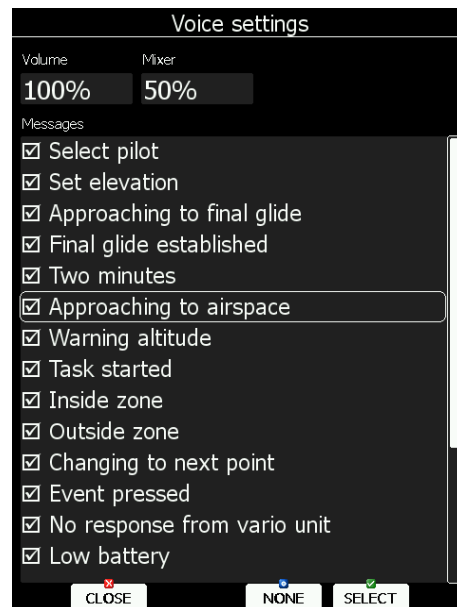 Voice settings
Volume Mixer
100% 50%
Messages
Select pilot
Set elevation
Approaching to final glide
Final glide established
Two minutes
Approaching to airspace
Warning altitude
Task started
Inside zone
Outside zone
Changing to next point
Event pressed
No response from vario unit
Low battery
CLOSE NONE SELECT